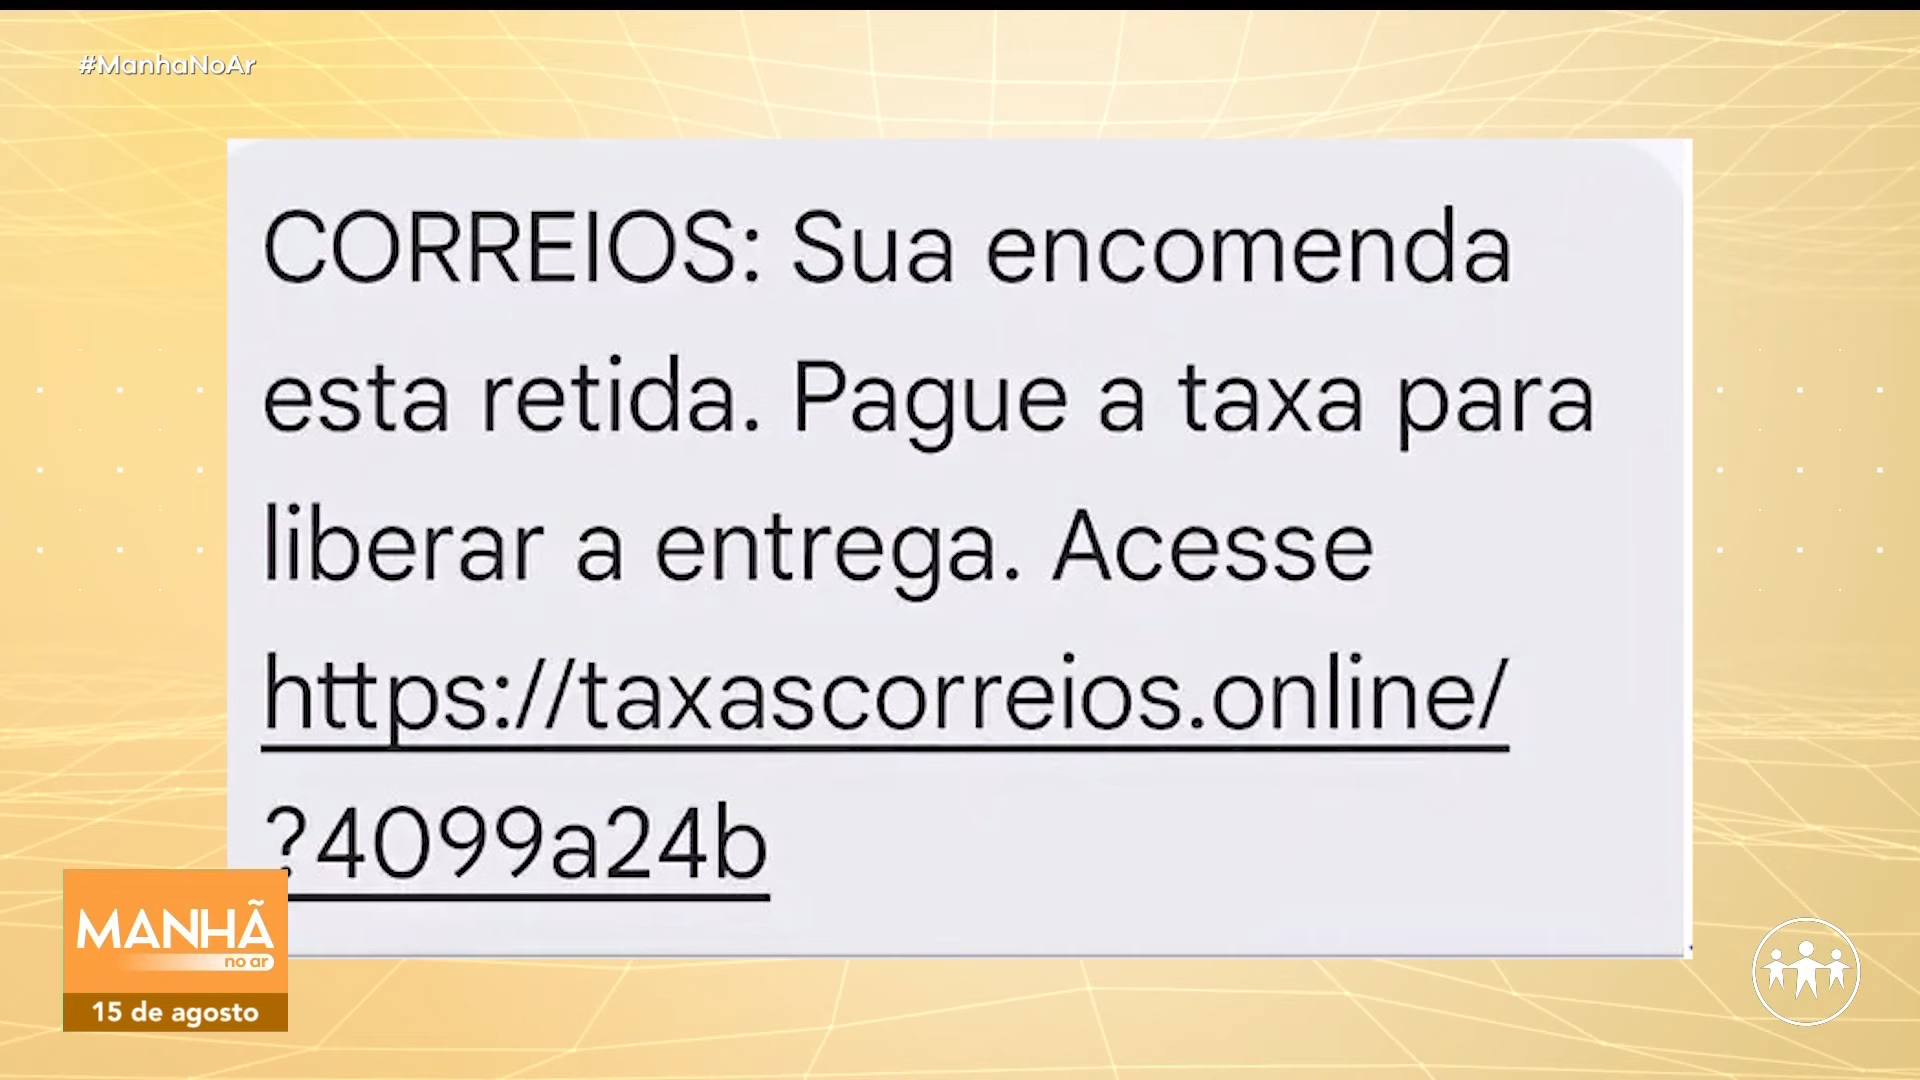 #ManhaNoAr
CORREIOS: Sua encomenda
esta retida. Pague a taxa para
liberar a entrega. Acesse
https://taxascorreios.online/
?4099a24b
MANHÃ
no ar
15 de agosto